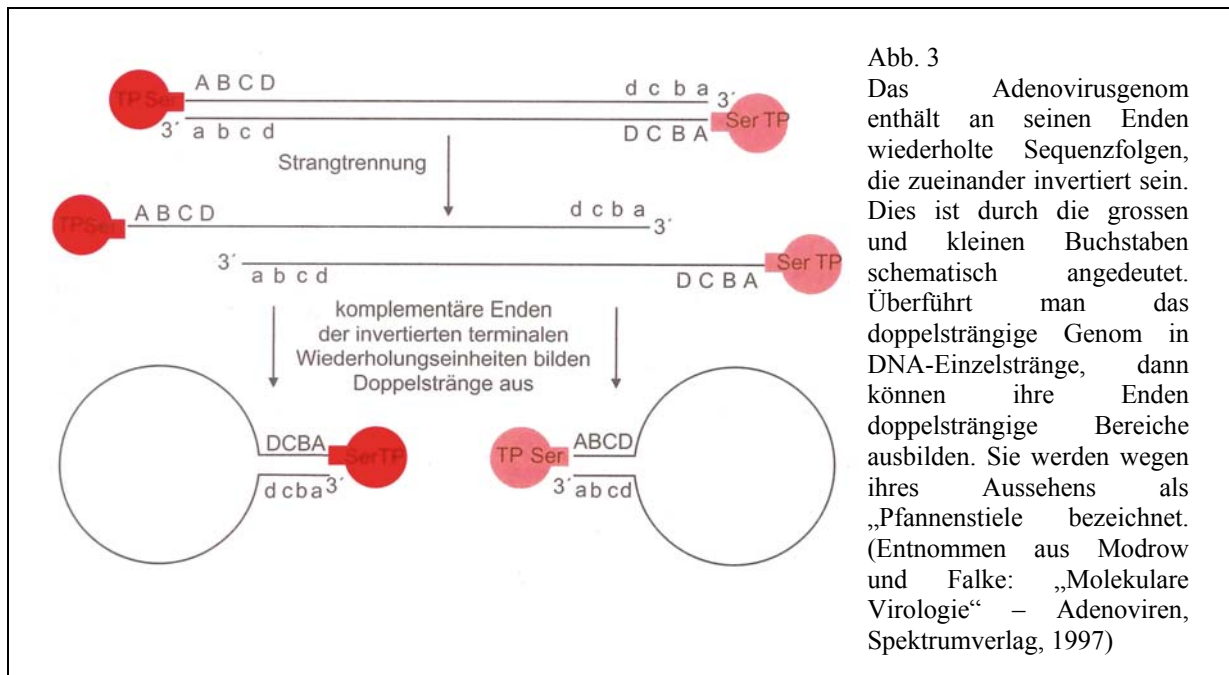 TP Ser A B C D d c b a 3´
3´ a b c d D C B A Ser TP
Strangtrennung
TPSer A B C D d c b a 3´
3´ a b c d D C B A Ser TP
komplementäre Enden
der invertierten terminalen
Wiederholungseinheiten bilden
Doppelstränge aus
DCBA SerTP TP Ser ABCD
d c b a 3´ 3´ a b c d
Abb. 3
Das Adenovirusgenom
enthält an seinen Enden
wiederholte Sequenzfolgen,
die zueinander invertiert sein.
Dies ist durch die grossen
und kleinen Buchstaben
schematisch angedeutet.
Überführt man das
doppelsträngige Genom in
DNA-Einzelstränge, dann
können ihre Enden
doppelsträngige Bereiche
ausbilden. Sie werden wegen
ihres Aussehens als
„Pfannenstiele bezeichnet.
(Entnommen aus Modrow
und Falke: „Molekulare
Virologie“ – Adenoviren,
Spektrumverlag, 1997)